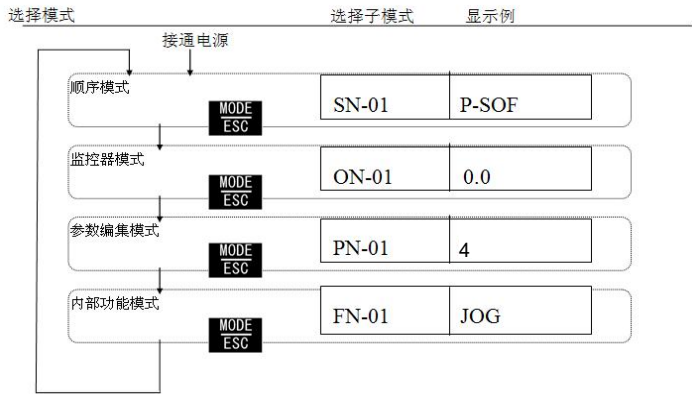 选择模式 选择子模式 显示例
接通电源
顺序模式
MODE
ESC
SN-01 P-SOF
监控器模式
MODE
ESC
ON-01 0.0
参数编集模式
MODE
ESC
PN-01 4
内部功能模式
MODE
ESC
FN-01 JOG